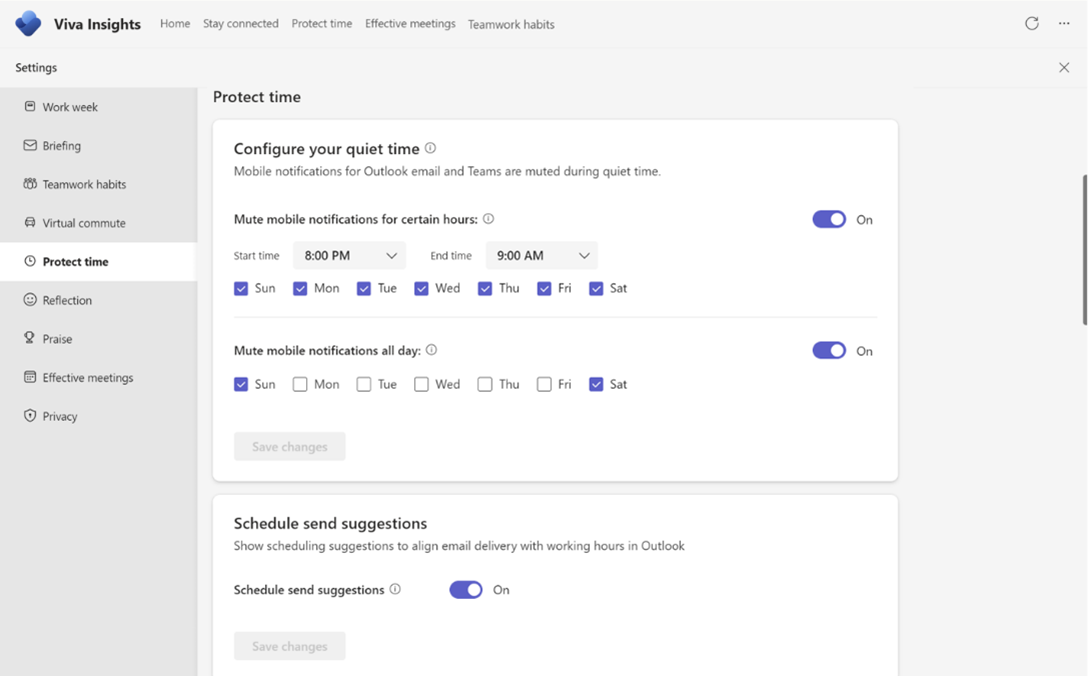 Viva Insights Home Stay connected Protect time Effective meetings Teamwork habits
Settings
Work week
Briefing
Teamwork habits
Virtual commute
Protect time
Reflection
Praise
Effective meetings
Privacy
Protect time
Configure your quiet time
Mobile notifications for Outlook email and Teams are muted during quiet time.
Mute mobile notifications for certain hours: On
Start time 8:00 PM End time 9:00 AM
Sun Mon Tue Wed Thu Fri Sat
Mute mobile notifications all day: On
Sun Mon Tue Wed Thu Fri Sat
Save changes
Schedule send suggestions
Show scheduling suggestions to align email delivery with working hours in Outlook
Schedule send suggestions On
Save changes